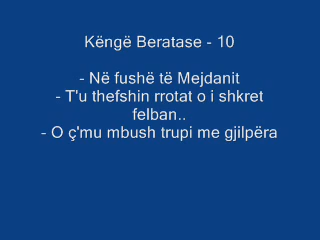 Këngë Beratase - 10
- Në fushë të Mejdanit
- T'u thefshin rrotat o i shkret
felban..
- O ç'mu mbush trupi me gjilpëra